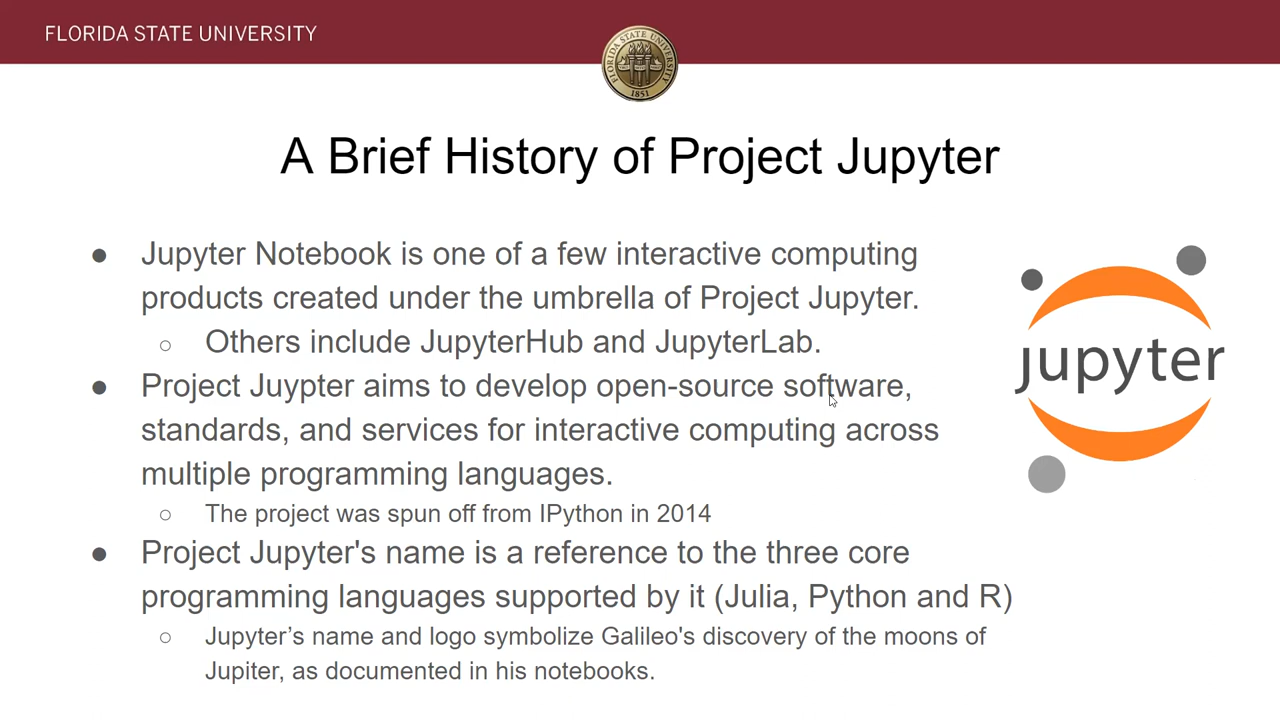 FLORIDA STATE UNIVERSITY
FLORIDA STATE UNIVERSITY
1851
A Brief History of Project Jupyter
● Jupyter Notebook is one of a few interactive computing
products created under the umbrella of Project Jupyter.
○ Others include JupyterHub and JupyterLab.
● Project Juypter aims to develop open-source software,
standards, and services for interactive computing across
multiple programming languages.
○ The project was spun off from IPython in 2014
● Project Jupyter's name is a reference to the three core
programming languages supported by it (Julia, Python and R)
○ Jupyter’s name and logo symbolize Galileo's discovery of the moons of
Jupiter, as documented in his notebooks.
jupyter